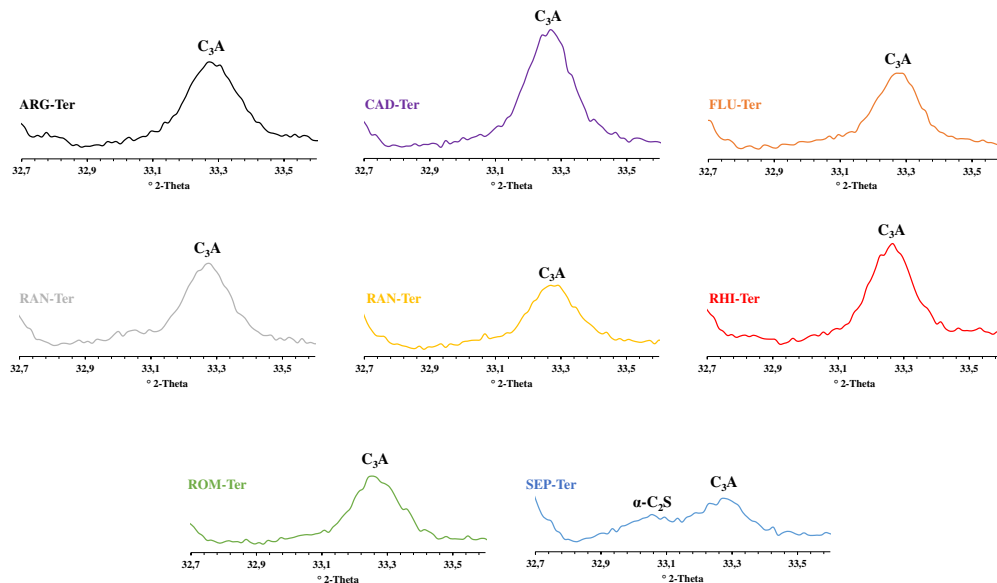 C₃A
ARG-Ter
32,7 32,9 33,1 33,3 33,5
° 2-Theta
C₃A
CAD-Ter
32,7 32,9 33,1 33,3 33,5
° 2-Theta
C₃A
FLU-Ter
32,7 32,9 33,1 33,3 33,5
° 2-Theta
C₃A
RAN-Ter
32,7 32,9 33,1 33,3 33,5
° 2-Theta
C₃A
RAN-Ter
32,7 32,9 33,1 33,3 33,5
° 2-Theta
C₃A
RHI-Ter
32,7 32,9 33,1 33,3 33,5
° 2-Theta
C₃A
ROM-Ter
32,7 32,9 33,1 33,3 33,5
° 2-Theta
C₃A
SEP-Ter
α-C₂S
32,7 32,9 33,1 33,3 33,5
° 2-Theta